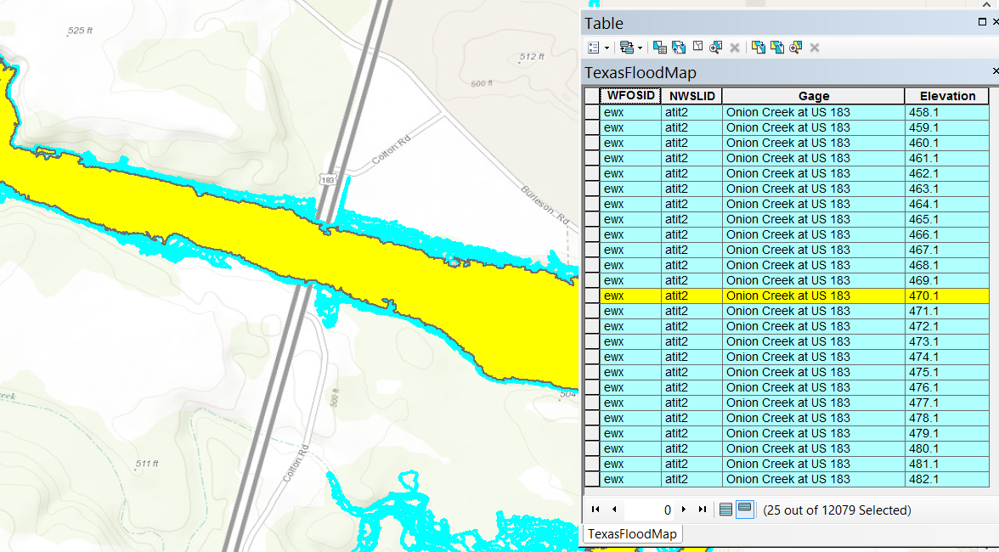 525 ft
512 ft
500 ft
Colton Rd
183
Burleson Rd
500 ft
504
eek
511 ft
Colton Rd
Table
TexasFloodMap
WFOSID NWSLID Gage Elevation
ewx atit2 Onion Creek at US 183 458.1
ewx atit2 Onion Creek at US 183 459.1
ewx atit2 Onion Creek at US 183 460.1
ewx atit2 Onion Creek at US 183 461.1
ewx atit2 Onion Creek at US 183 462.1
ewx atit2 Onion Creek at US 183 463.1
ewx atit2 Onion Creek at US 183 464.1
ewx atit2 Onion Creek at US 183 465.1
ewx atit2 Onion Creek at US 183 466.1
ewx atit2 Onion Creek at US 183 467.1
ewx atit2 Onion Creek at US 183 468.1
ewx atit2 Onion Creek at US 183 469.1
ewx atit2 Onion Creek at US 183 470.1
ewx atit2 Onion Creek at US 183 471.1
ewx atit2 Onion Creek at US 183 472.1
ewx atit2 Onion Creek at US 183 473.1
ewx atit2 Onion Creek at US 183 474.1
ewx atit2 Onion Creek at US 183 475.1
ewx atit2 Onion Creek at US 183 476.1
ewx atit2 Onion Creek at US 183 477.1
ewx atit2 Onion Creek at US 183 478.1
ewx atit2 Onion Creek at US 183 479.1
ewx atit2 Onion Creek at US 183 480.1
ewx atit2 Onion Creek at US 183 481.1
ewx atit2 Onion Creek at US 183 482.1
0 (25 out of 12079 Selected)
TexasFloodMap